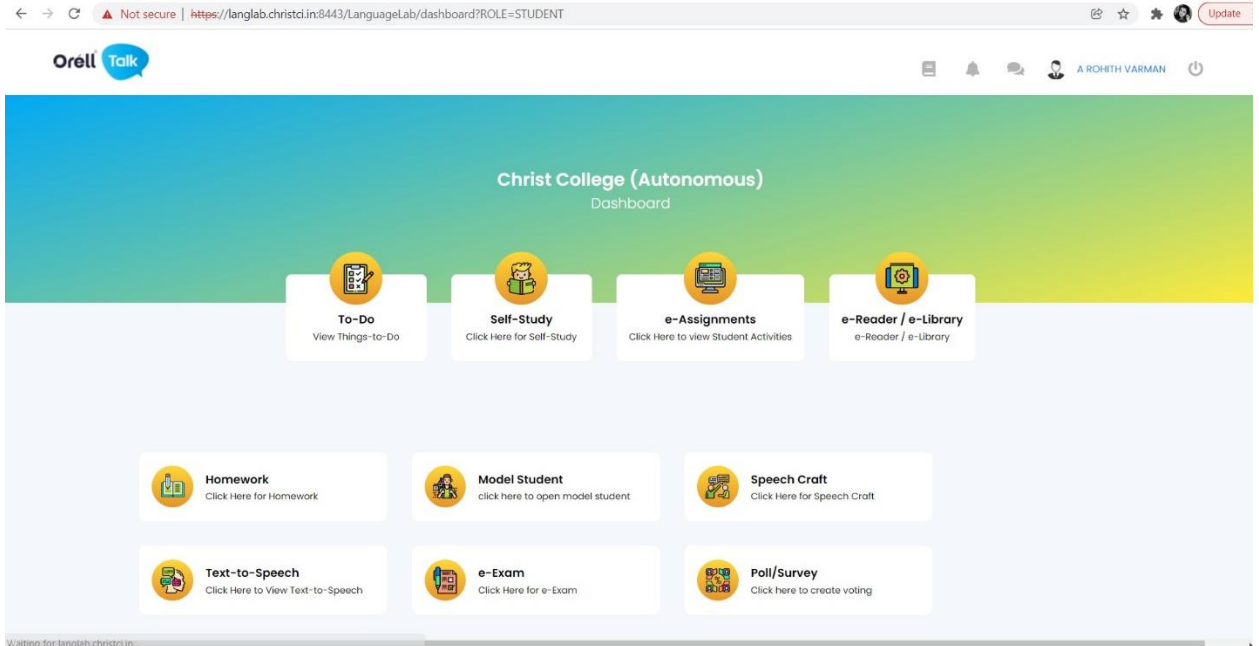 Not secure | https://langlab.christci.in:8443/LanguageLab/dashboard?ROLE=STUDENT
Update
Orell Talk
A ROHITH VARMAN
Christ College (Autonomous)
Dashboard
To-Do
View Things-to-Do
Self-Study
Click Here for Self-Study
e-Assignments
Click Here to view Student Activities
e-Reader / e-Library
e-Reader / e-Library
Homework
Click Here for Homework
Model Student
click here to open model student
Speech Craft
Click Here for Speech Craft
Text-to-Speech
Click Here to View Text-to-Speech
e-Exam
Click Here for e-Exam
Poll/Survey
Click here to create voting
Waiting for langlab.christci.in...